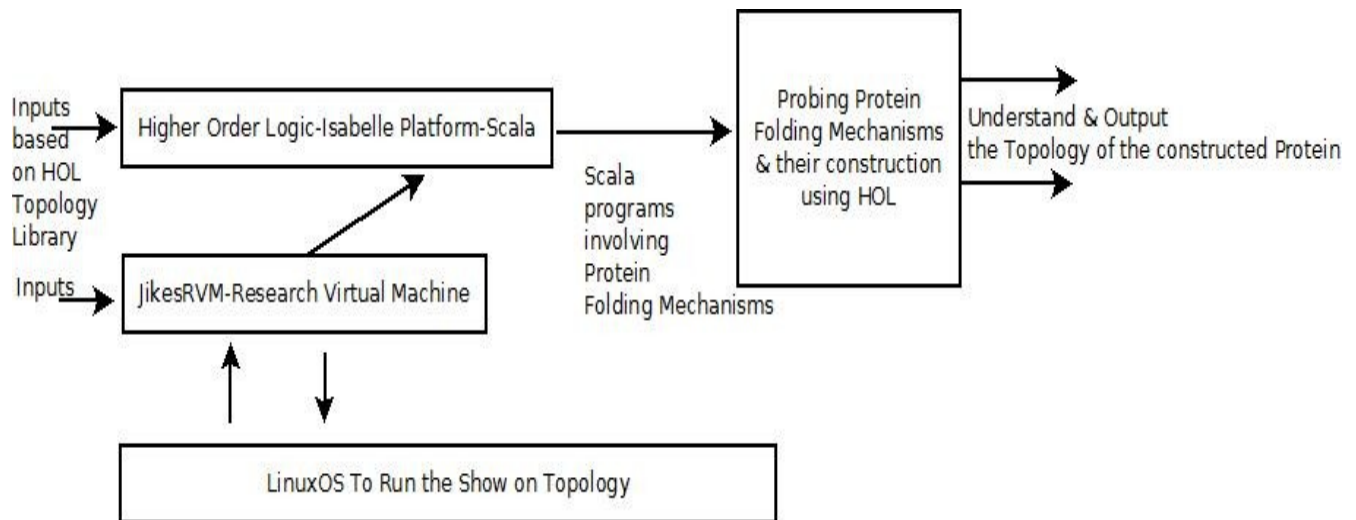 Inputs
based
on HOL
Topology
Library
Higher Order Logic-Isabelle Platform-Scala
Inputs
JikesRVM-Research Virtual Machine
LinuxOS To Run the Show on Topology
Scala
programs
involving
Protein
Folding Mechanisms
Probing Protein
Folding Mechanisms
& their construction
using HOL
Understand & Output
the Topology of the constructed Protein